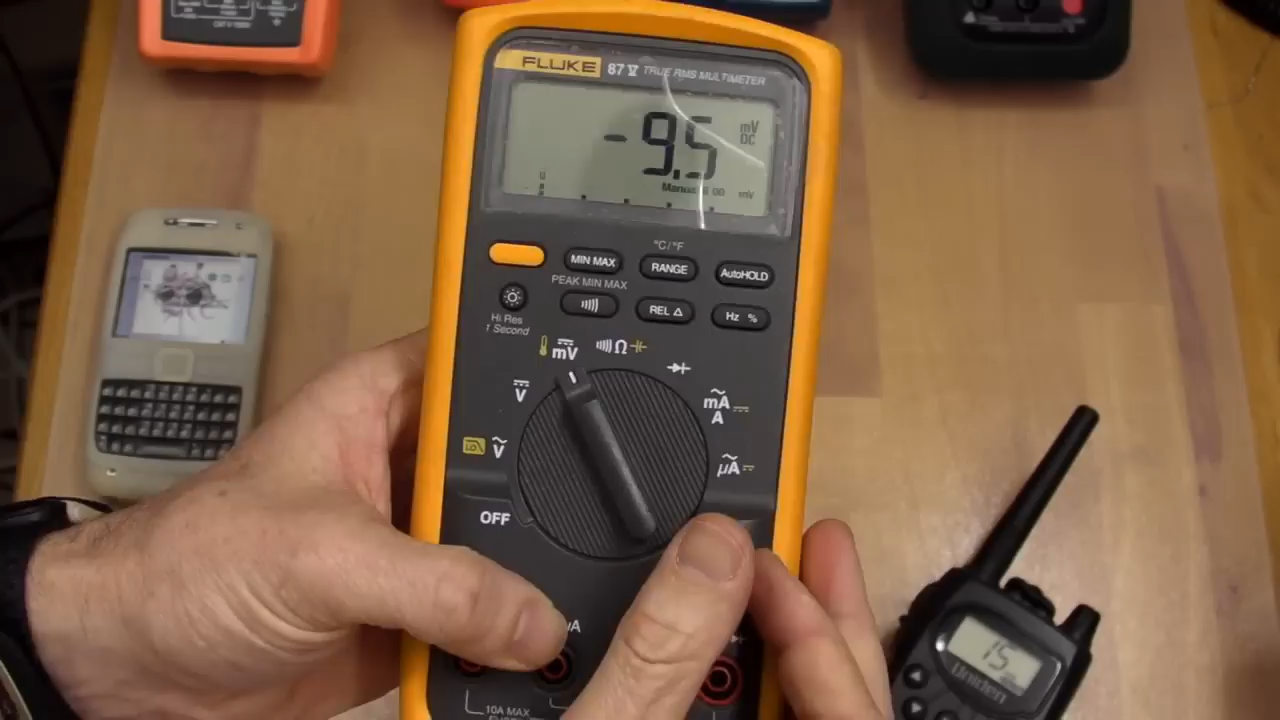 FLUKE 87 V TRUE RMS MULTIMETER
-9.5 mV DC
mV
MIN MAX
°C/°F
RANGE
AutoHOLD
PEAK MIN MAX
REL Δ
Hz %
Hi Res
1 Second
mV
Ω
V
mA
A
V
µA
OFF
10A MAX
15
Uniden